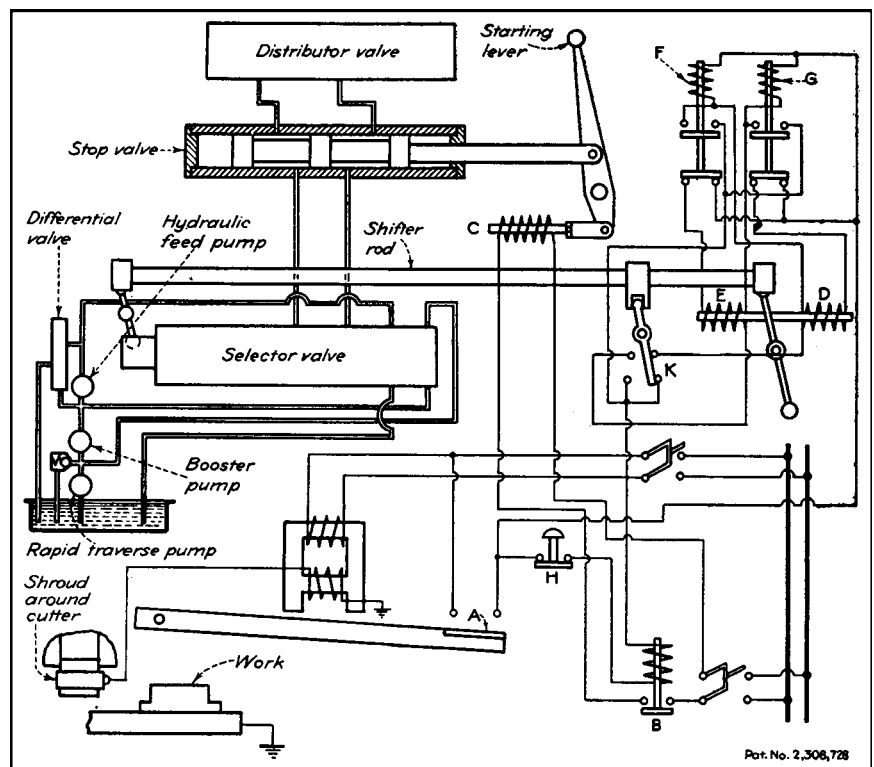 Distributor valve
Starting
lever
F
G
Stop valve
Differential
valve
Hydraulic
feed pump
Shifter
rod
C
E
D
Selector valve
K
Booster
pump
Rapid traverse pump
H
Shroud
around
cutter
A
Work
B
Pat. No. 2,308,728